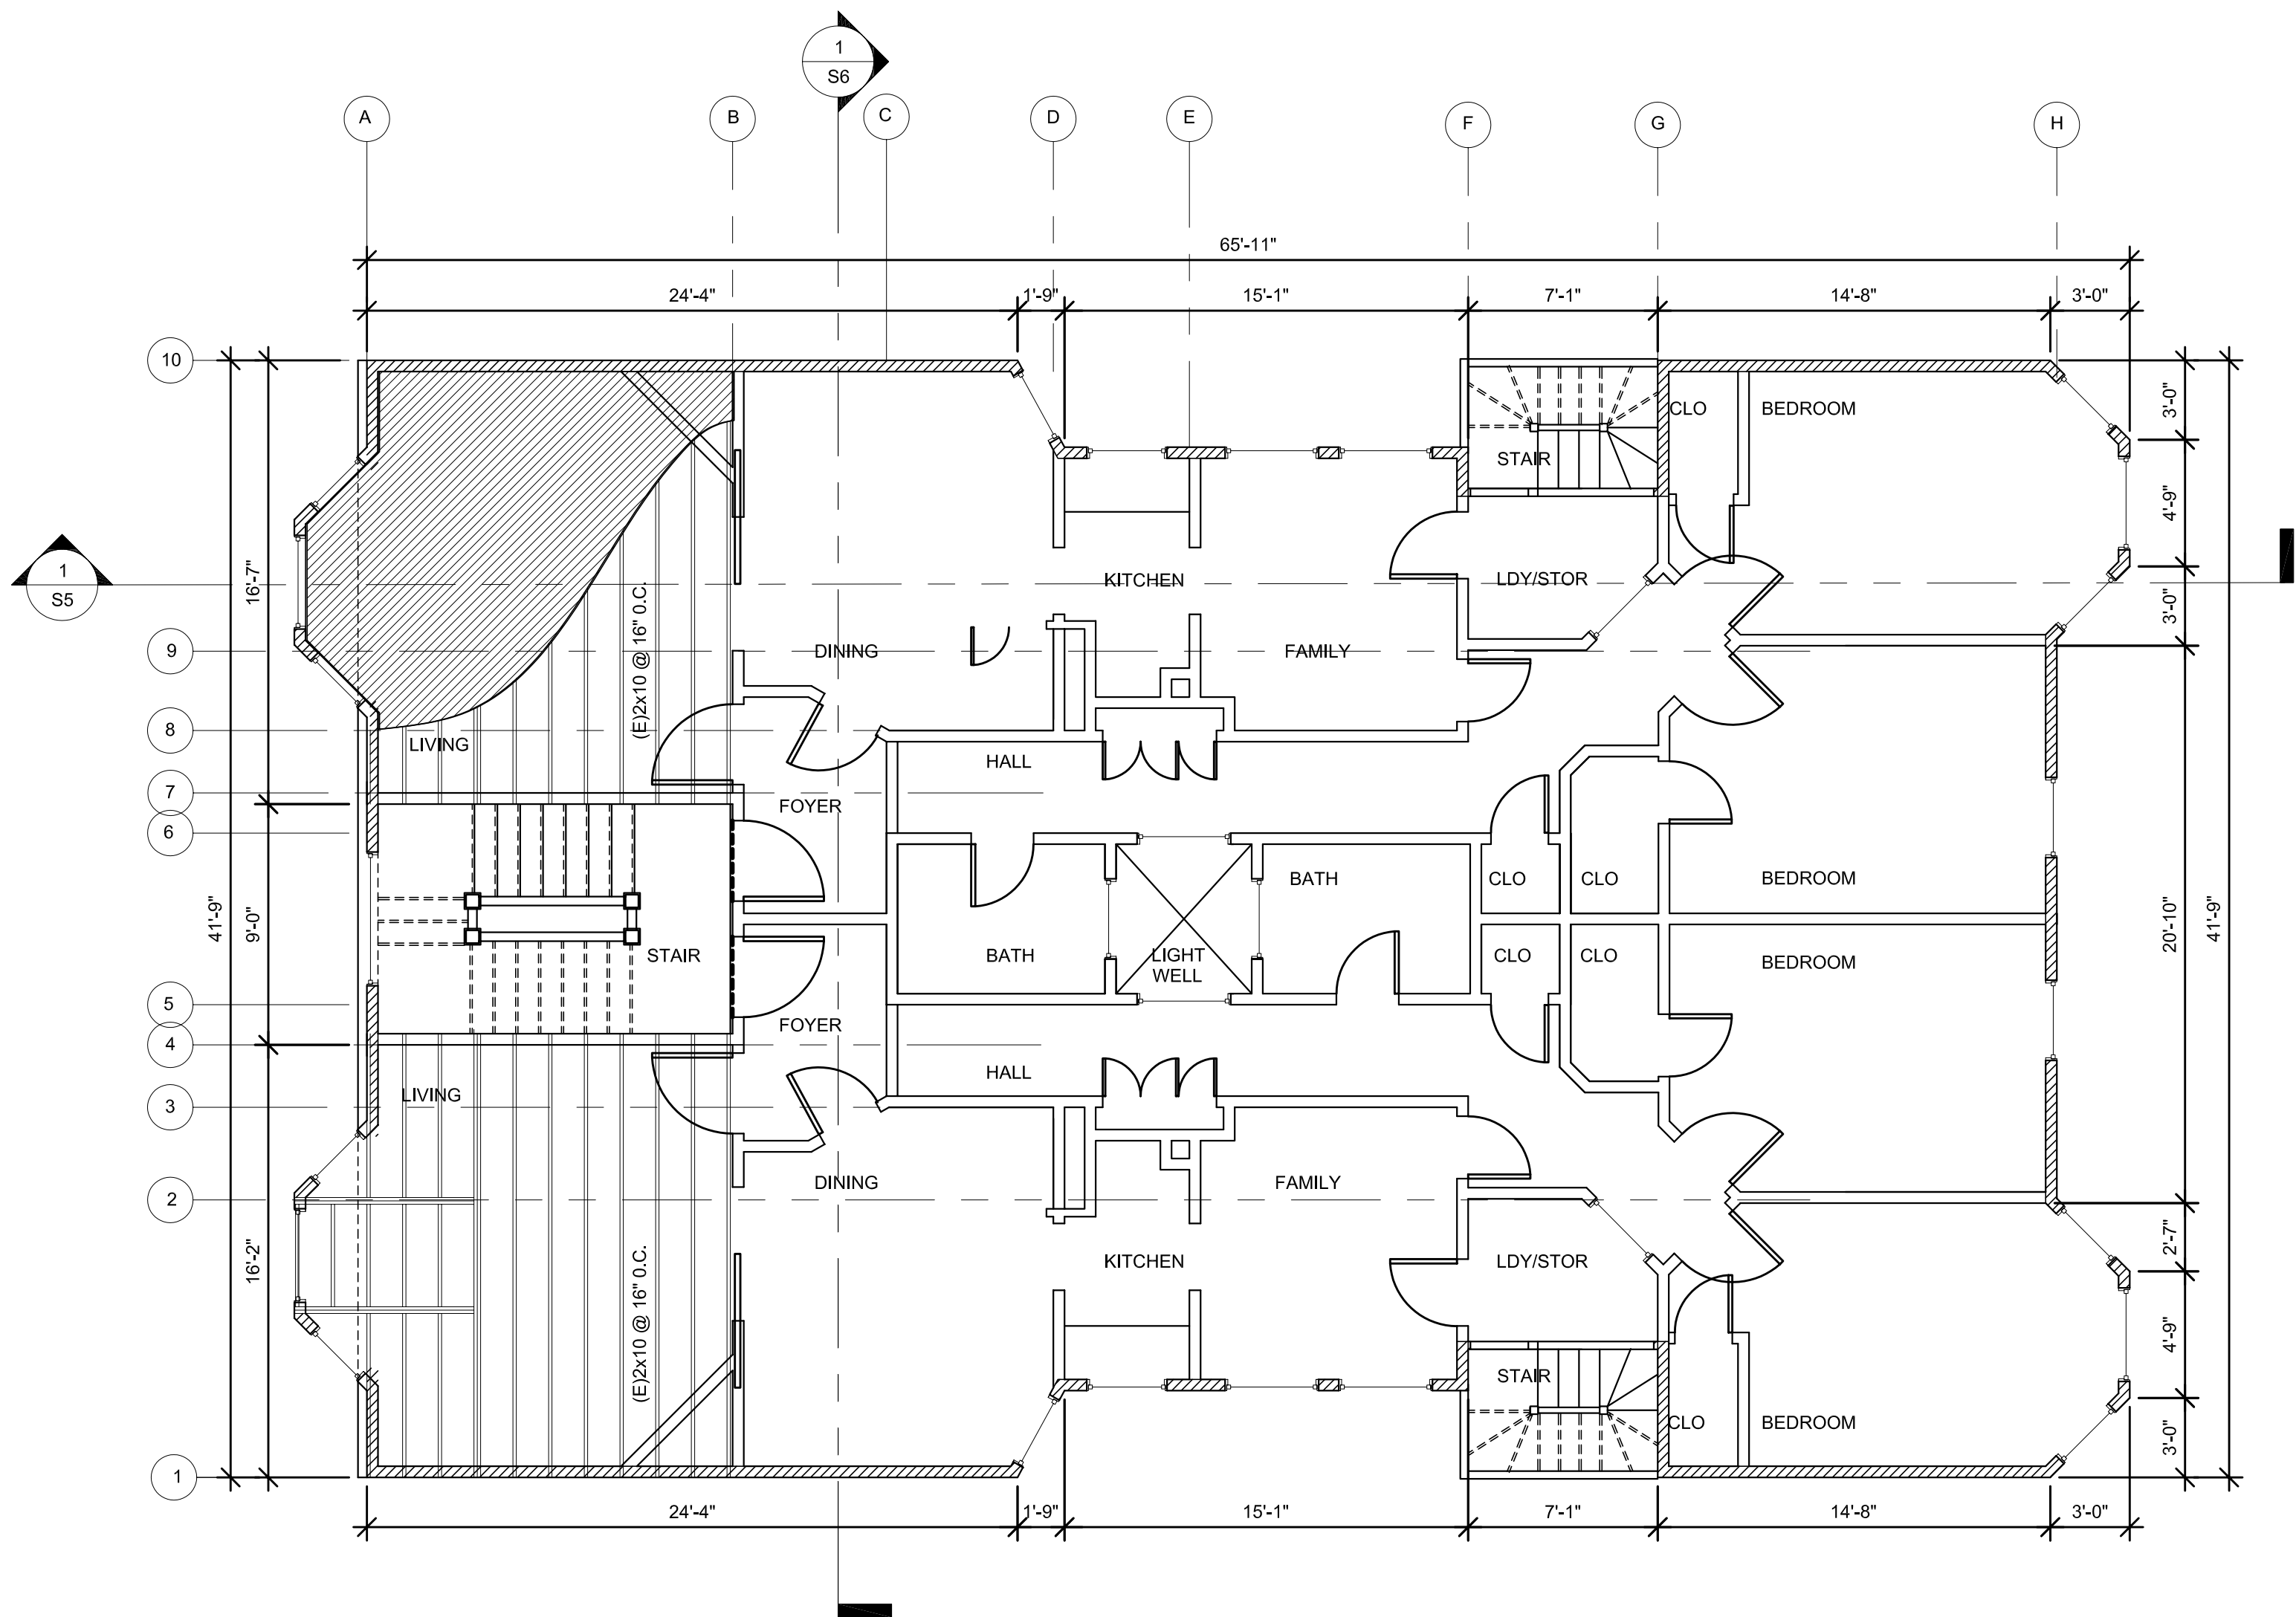 1
S6
A
B
C
D
E
F
G
H
65'-11"
24'-4"
1'-9"
15'-1"
7'-1"
14'-8"
3'-0"
10
CLO
BEDROOM
3'-0"
STAIR
4'-9"
1
S5
16'-7"
(E)2x10 @ 16" O.C.
KITCHEN
LDY/STOR
3'-0"
9
DINING
FAMILY
8
LIVING
HALL
7
FOYER
6
BATH
CLO
CLO
BEDROOM
41'-9"
9'-0"
20'-10"
41'-9"
STAIR
BATH
LIGHT
WELL
CLO
CLO
BEDROOM
5
FOYER
4
HALL
LIVING
3
DINING
FAMILY
2
2'-7"
16'-2"
(E)2x10 @ 16" O.C.
KITCHEN
LDY/STOR
4'-9"
STAIR
CLO
BEDROOM
3'-0"
1
24'-4"
1'-9"
15'-1"
7'-1"
14'-8"
3'-0"